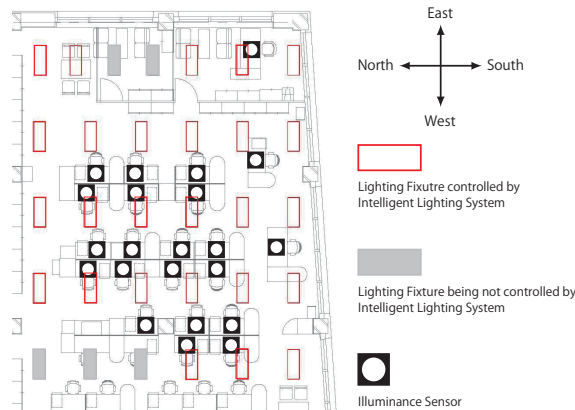 East
North
South
West
Lighting Fixutre controlled by
Intelligent Lighting System
Lighting Fixture being not controlled by
Intelligent Lighting System
Illuminance Sensor